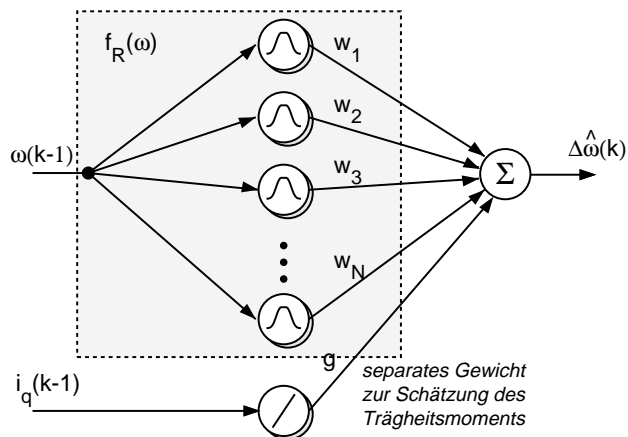 f_R(ω)
w_1
w_2
ω(k-1)
w_3
Σ
Δω̂(k)
w_N
g
separates Gewicht
zur Schätzung des
Trägheitsmoments
i_q(k-1)